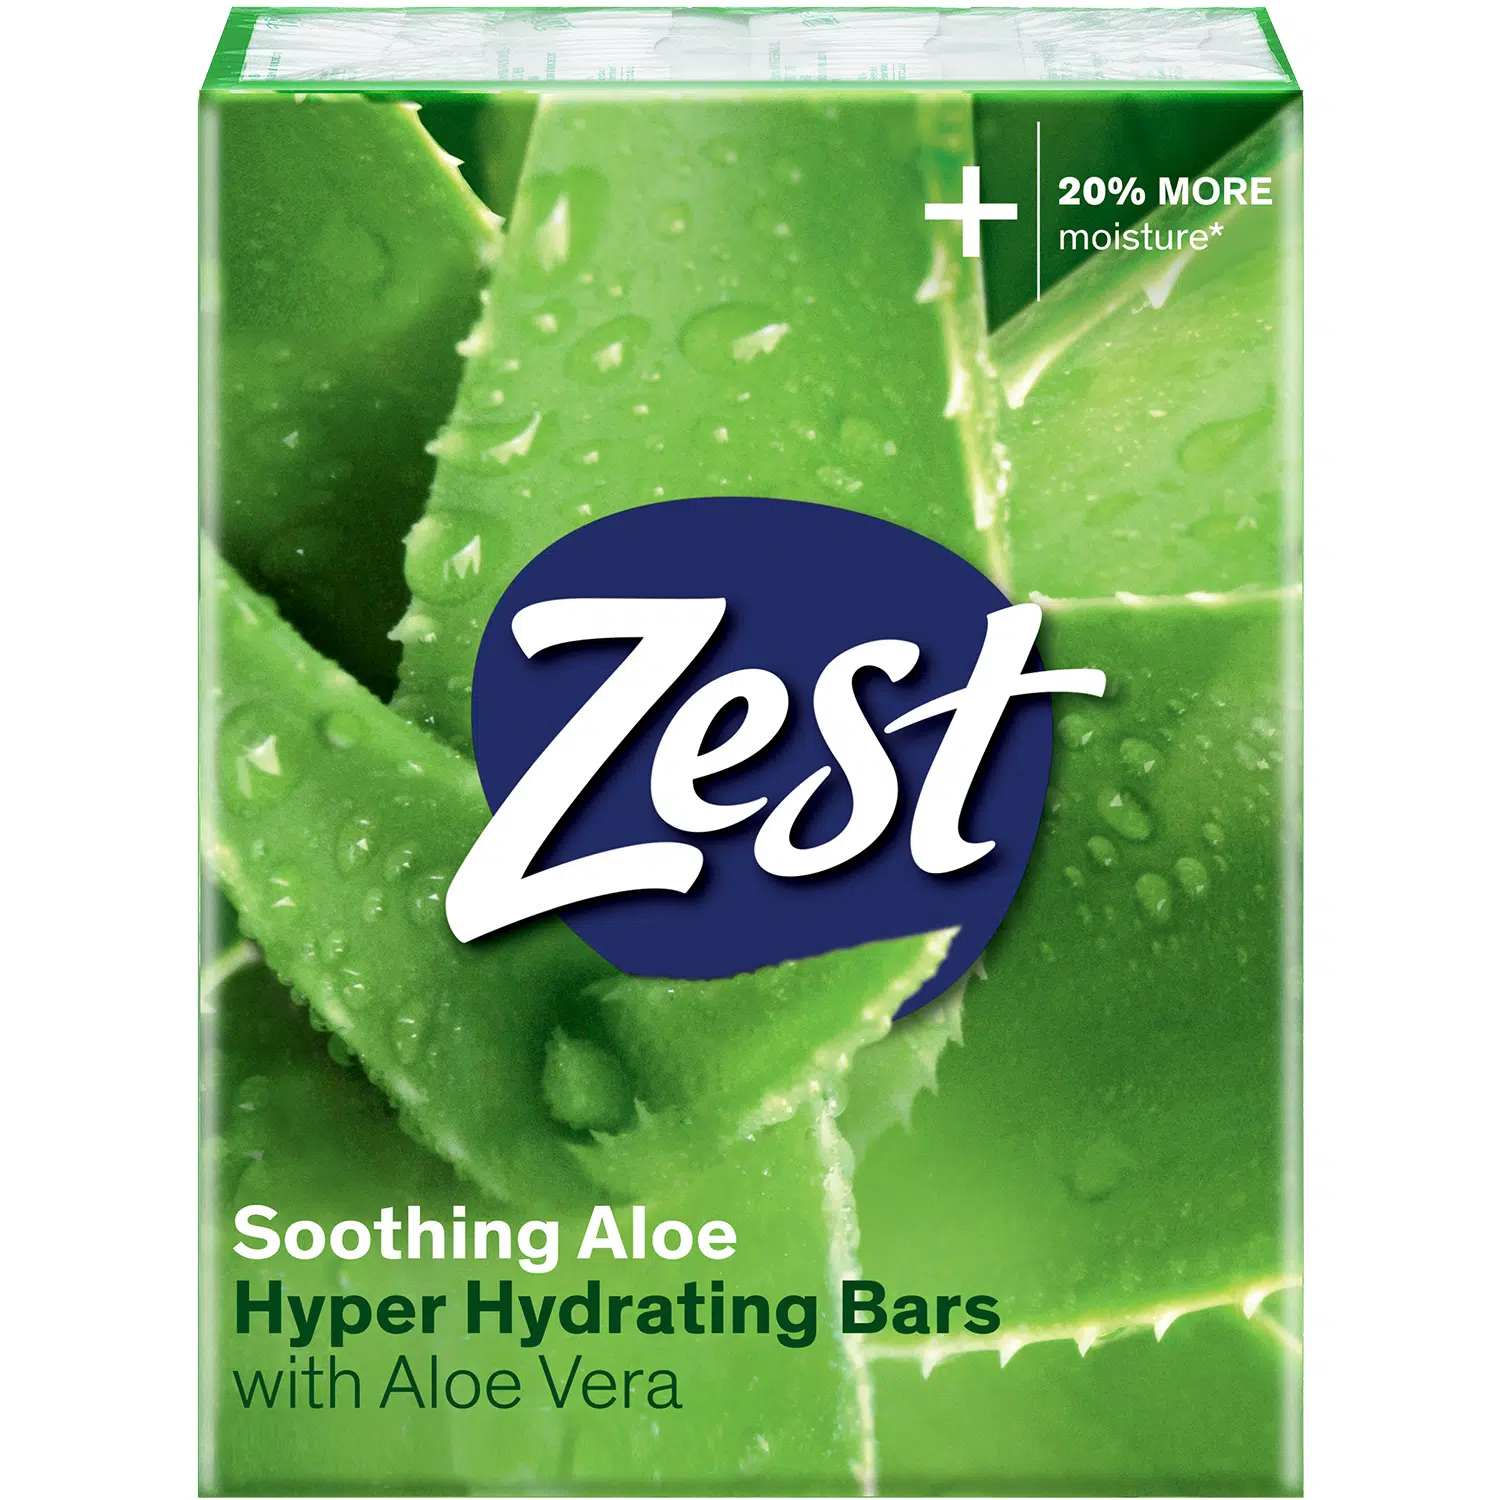 + 20% MORE
moisture*
Zest
Soothing Aloe
Hyper Hydrating Bars
with Aloe Vera